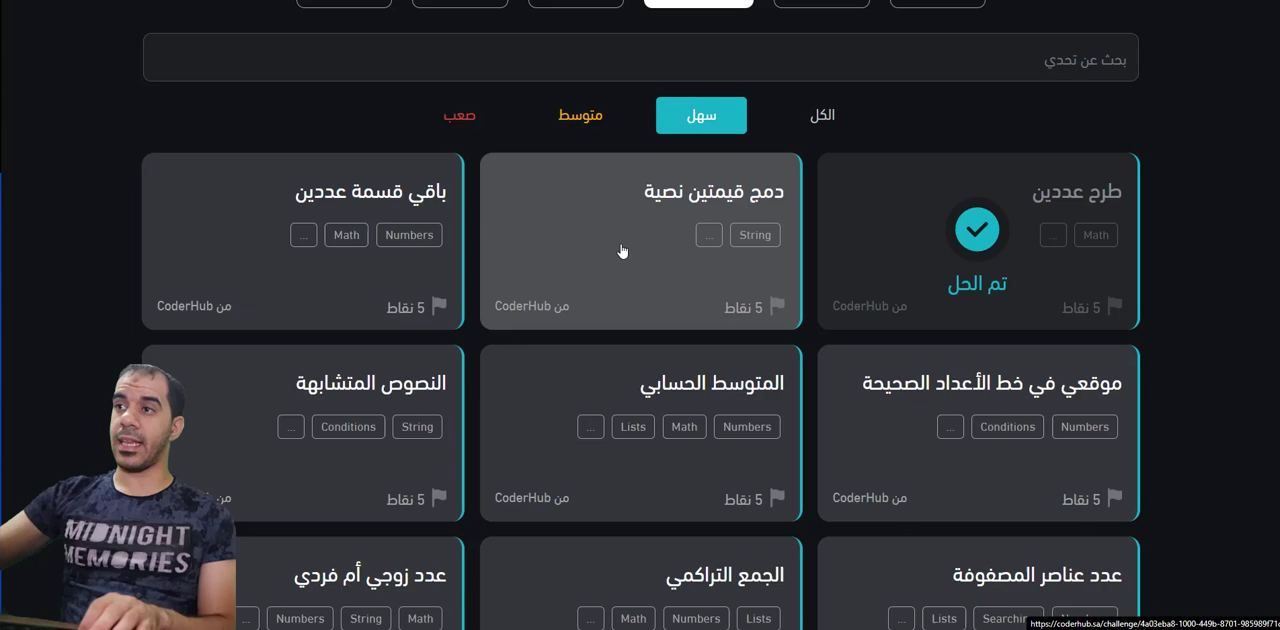 بحث عن تحدي
الكل
سهل
متوسط
صعب
طرح عددين
Math
...
تم الحل
5 نقاط
من CoderHub
دمج قيمتين نصية
String
...
5 نقاط
من CoderHub
باقي قسمة عددين
Numbers
Math
...
5 نقاط
من CoderHub
موقعي في خط الأعداد الصحيحة
Numbers
Conditions
...
5 نقاط
من CoderHub
المتوسط الحسابي
Numbers
Math
Lists
...
5 نقاط
من CoderHub
النصوص المتشابهة
String
Conditions
...
5 نقاط
عدد عناصر المصفوفة
Lists
...
الجمع التراكمي
Lists
Numbers
Math
...
عدد زوجي أم فردي
Math
String
Numbers
...
MIDNIGHT
MEMORIES